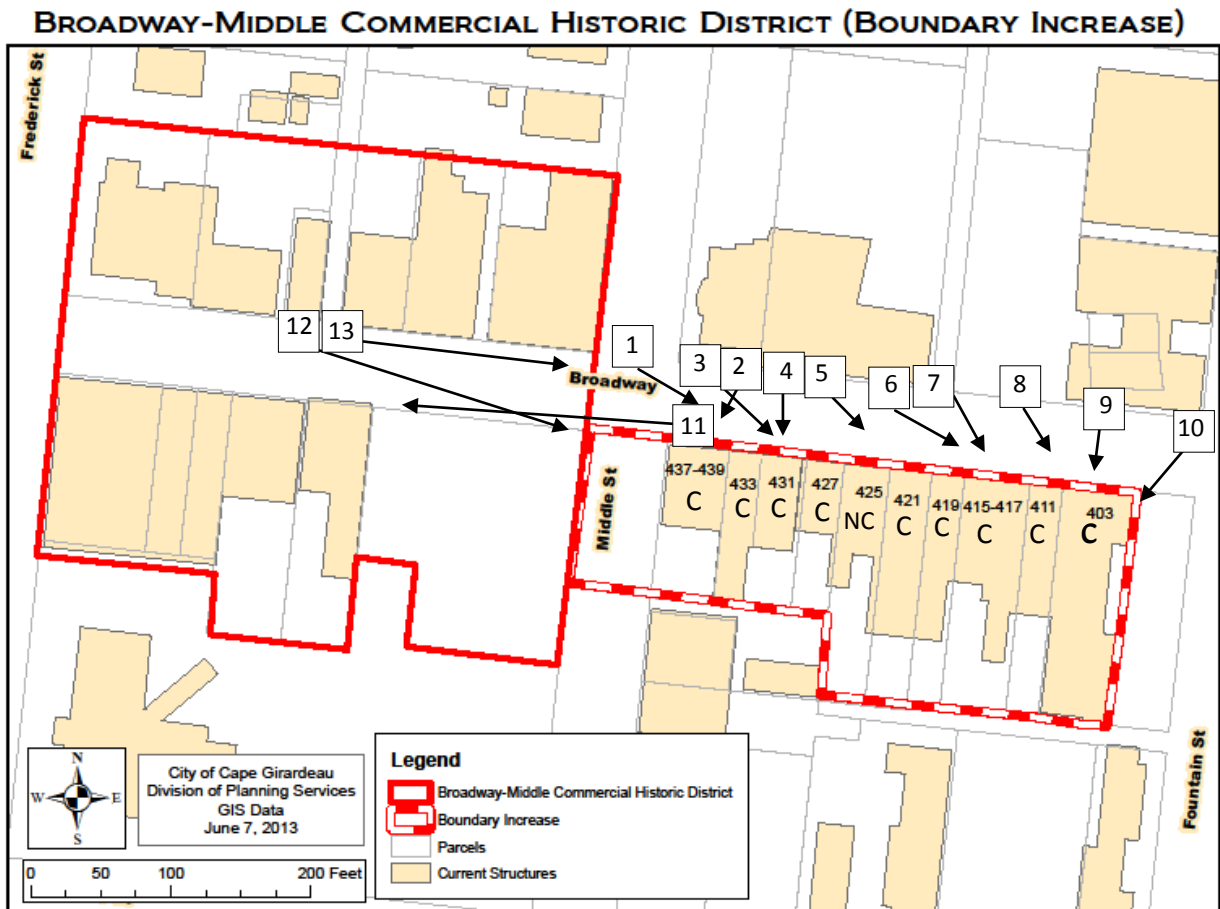 BROADWAY-MIDDLE COMMERCIAL HISTORIC DISTRICT (BOUNDARY INCREASE)
Frederick St
12 13
1
Broadway
3 2 4 5
6 7 8
9
10
11
437-439
C
433
C
431
C
427
C
425
NC
421
C
419
C
415-417
C
411
C
403
C
Middle St
Fountain St
N
W E
S
City of Cape Girardeau
Division of Planning Services
GIS Data
June 7, 2013
0 50 100 200 Feet
Legend
Broadway-Middle Commercial Historic District
Boundary Increase
Parcels
Current Structures